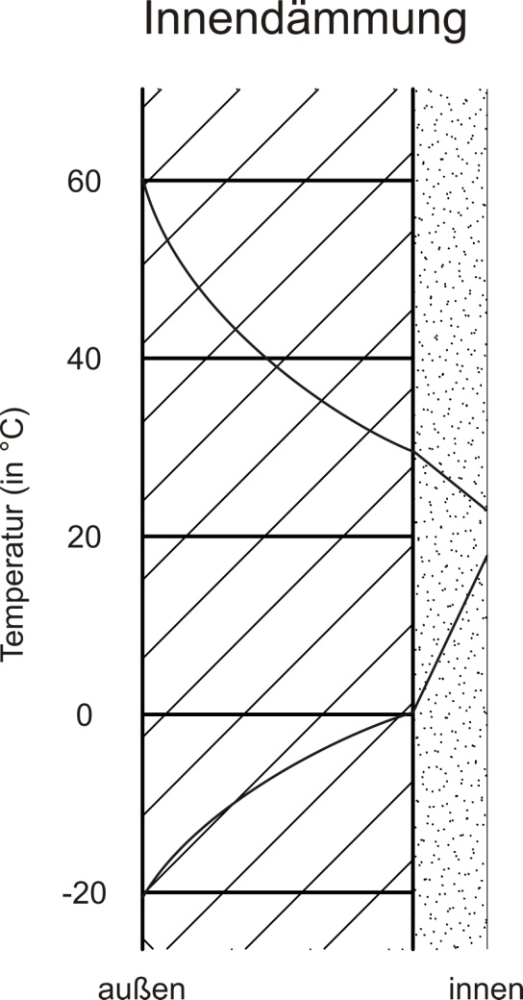 Innendämmung
60
40
20
0
-20
Temperatur (in °C)
außen
innen